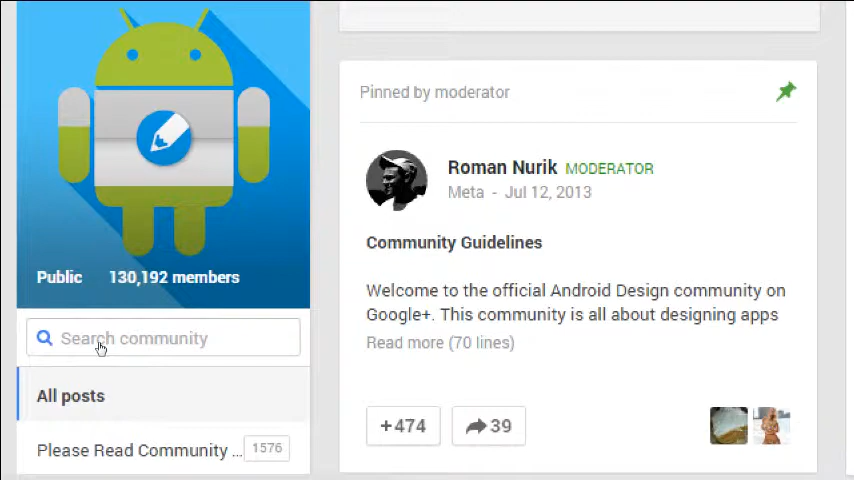 Public 130,192 members
Search community
All posts
Please Read Community ... 1576
Pinned by moderator
Roman Nurik MODERATOR
Meta - Jul 12, 2013
Community Guidelines
Welcome to the official Android Design community on
Google+. This community is all about designing apps
Read more (70 lines)
+474 39